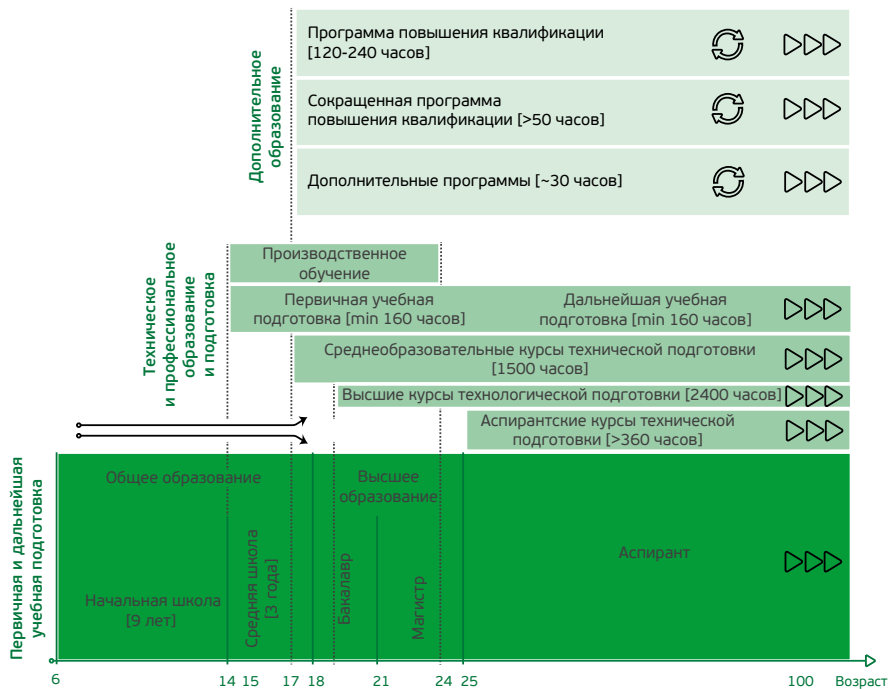 Дополнительное
образование
Программа повышения квалификации
[120-240 часов]
Сокращенная программа
повышения квалификации [>50 часов]
Дополнительные программы [~30 часов]
Техническое
и профессиональное
образование
и подготовка
Производственное
обучение
Первичная учебная
подготовка [min 160 часов]
Дальнейшая учебная
подготовка [min 160 часов]
Среднеобразовательные курсы технической подготовки
[1500 часов]
Высшие курсы технологической подготовки [2400 часов]
Аспирантские курсы технической
подготовки [>360 часов]
Первичная и дальнейшая
учебная подготовка
Общее образование
Высшее
образование
Начальная школа
[9 лет]
Средняя школа
[3 года]
Бакалавр
Магистр
Аспирант
6 14 15 17 18 21 24 25 100 Возраст